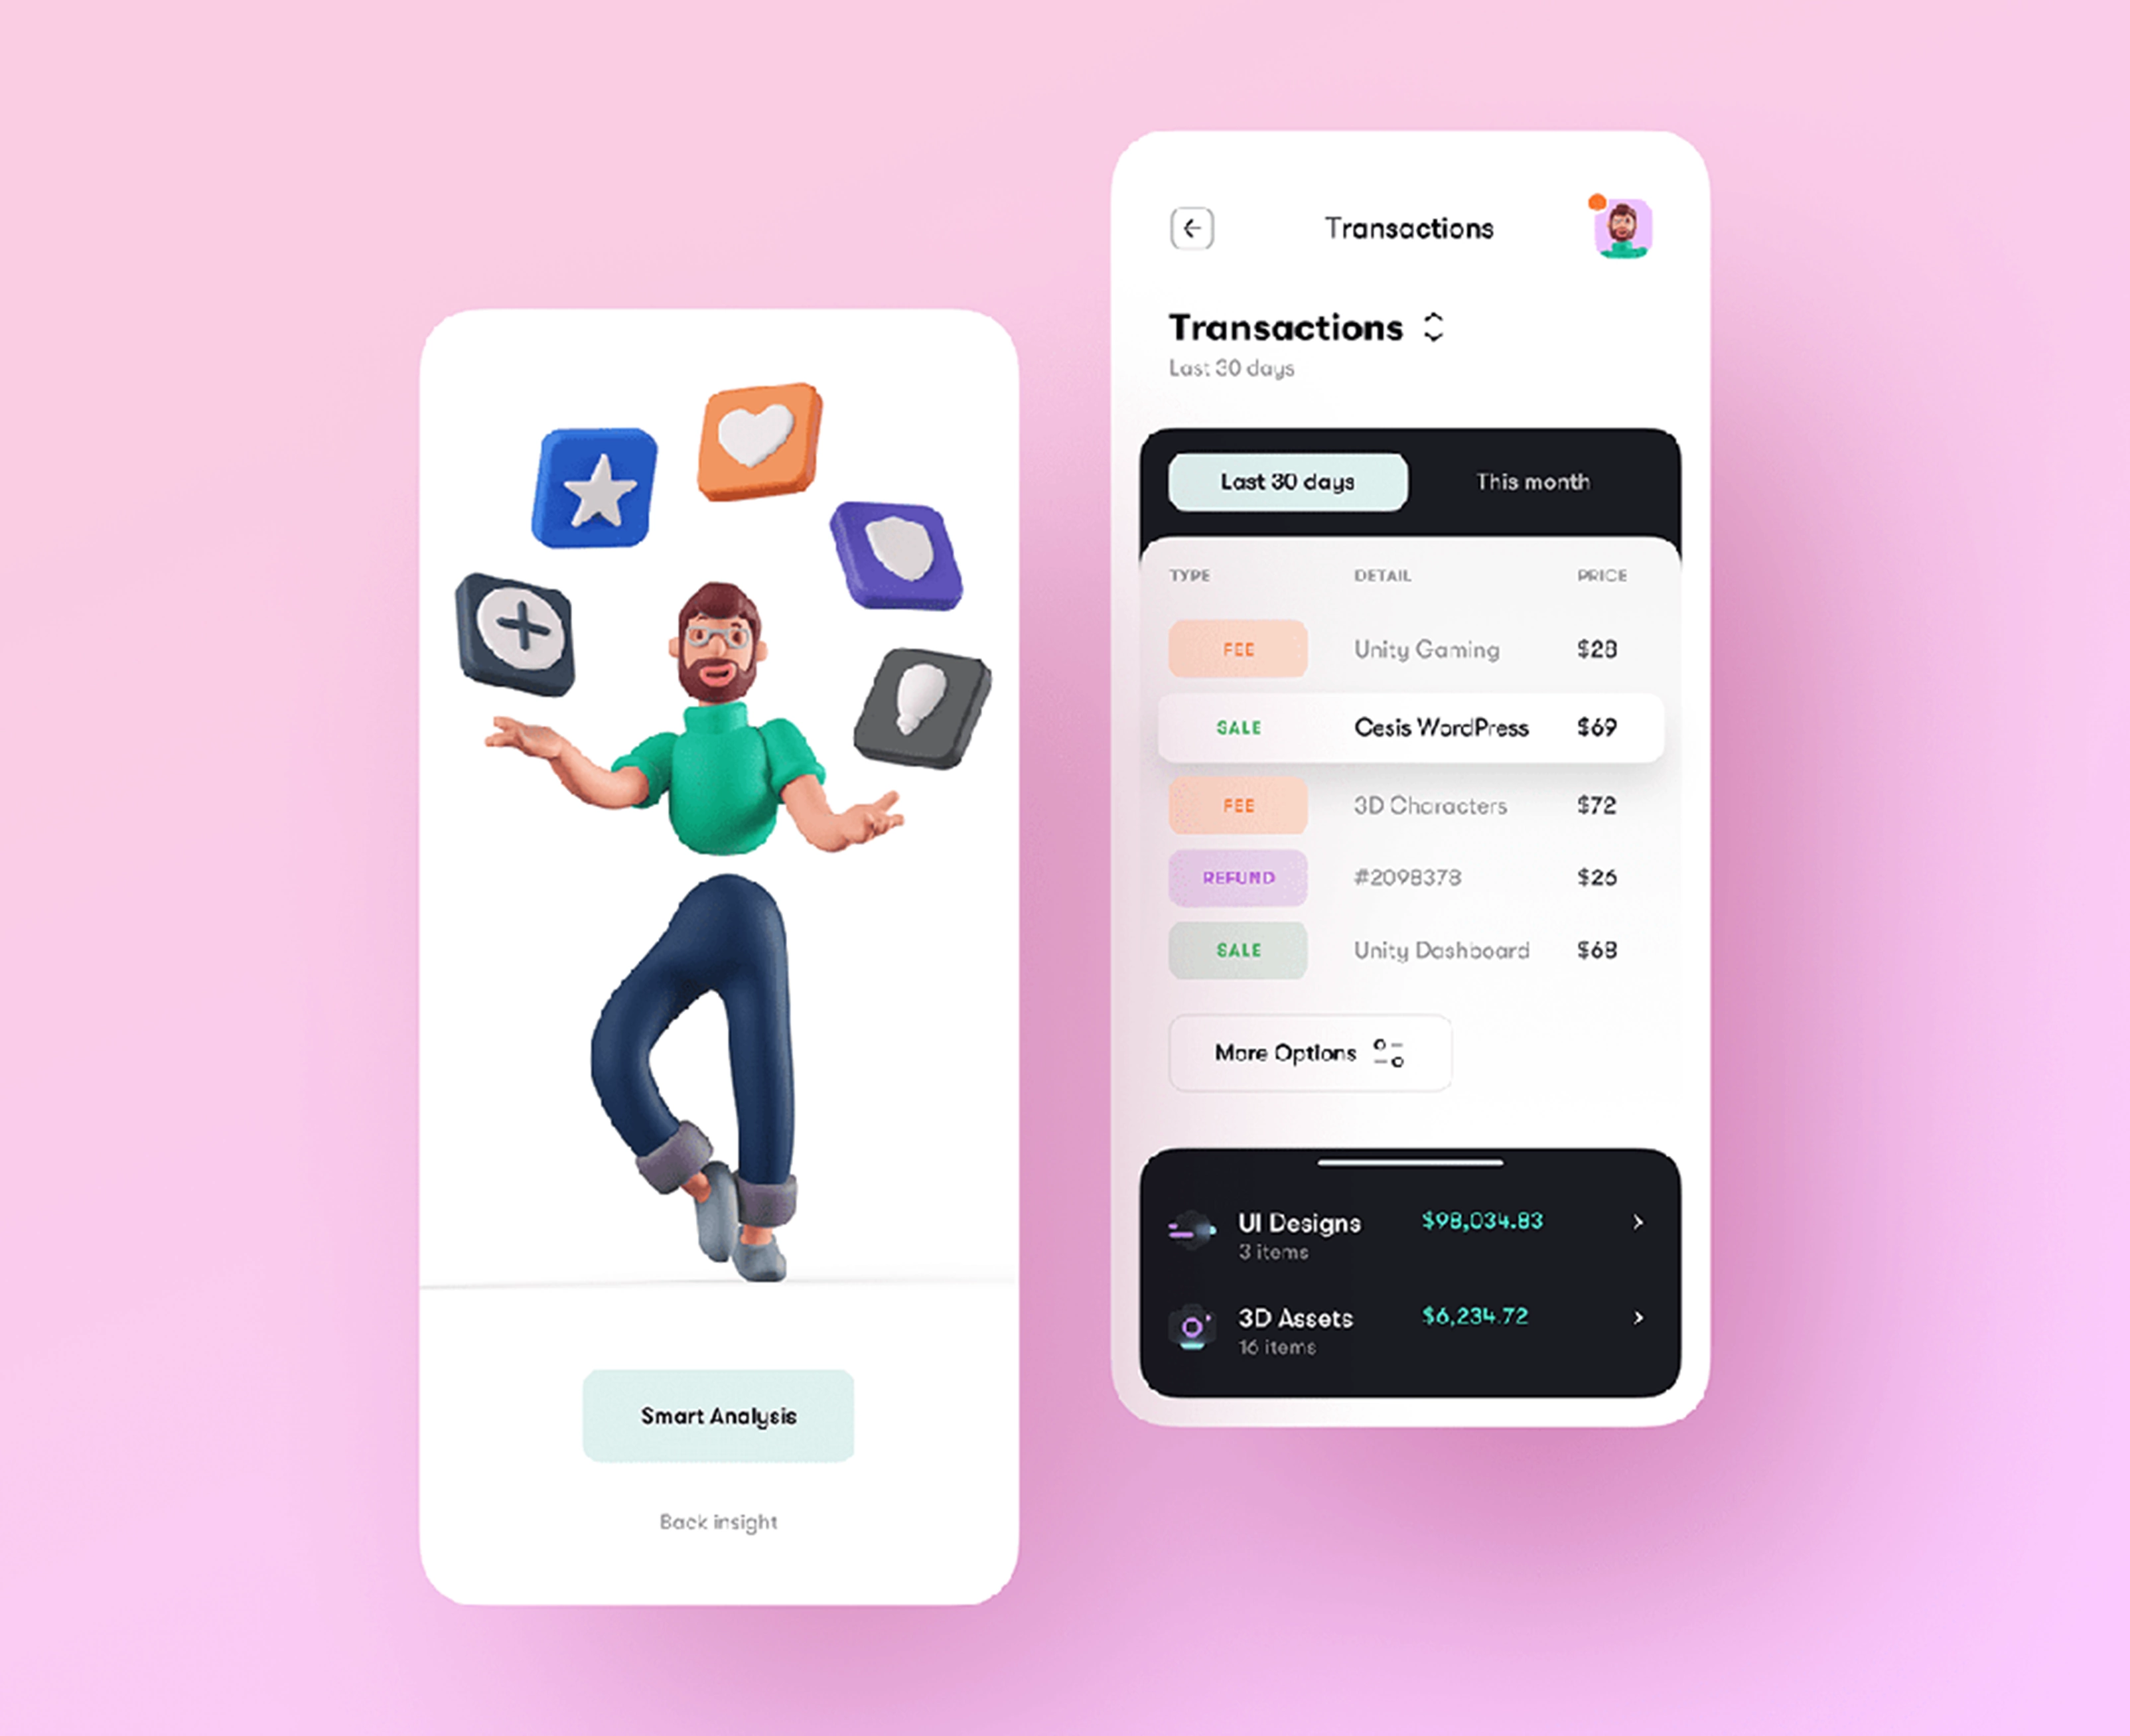 Smart Analysis
Back insight
Transactions
Transactions
Last 30 days
Last 30 days This month
TYPE DETAIL PRICE
FEE Unity Gaming $28
SALE Cesis WordPress $69
FEE 3D Characters $72
REFUND #2098378 $26
SALE Unity Dashboard $68
More Options
UI Designs $98,034.83
3 items
3D Assets $6,234.72
16 items